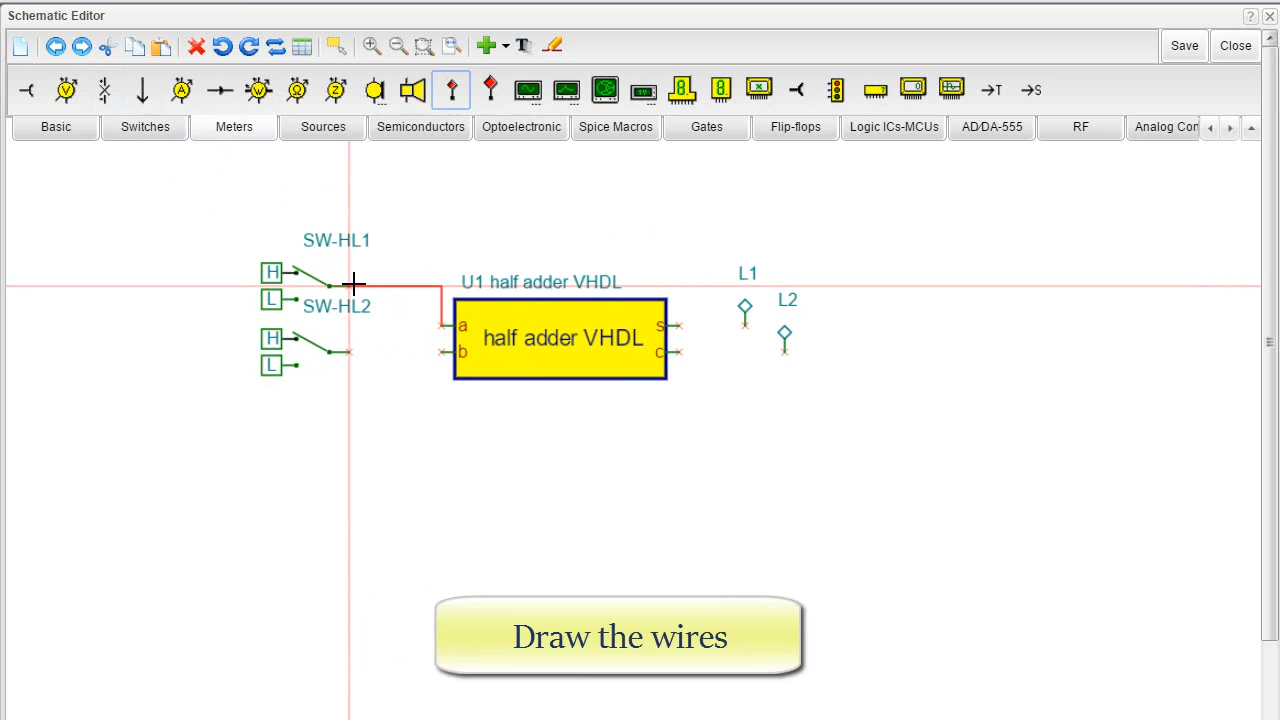 Schematic Editor
Save
Close
Basic
Switches
Meters
Sources
Semiconductors
Optoelectronic
Spice Macros
Gates
Flip-flops
Logic ICs-MCUs
AD/DA-555
RF
Analog Con
SW-HL1
H
L
SW-HL2
H
L
U1 half adder VHDL
a
b
half adder VHDL
s
c
L1
L2
Draw the wires